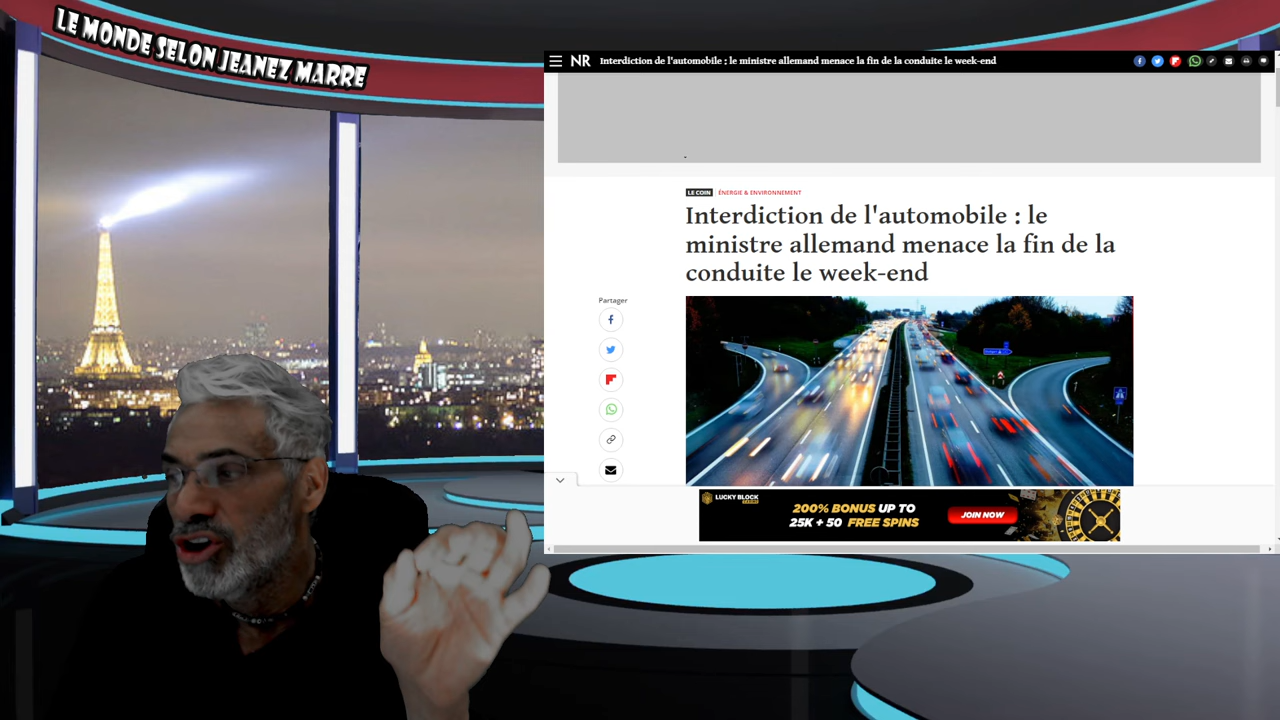 LE MONDE SELON JEANEZ MARRE
NR
Interdiction de l'automobile : le ministre allemand menace la fin de la conduite le week-end
LE COIN
ÉNERGIE & ENVIRONNEMENT
Interdiction de l'automobile : le
ministre allemand menace la fin de la
conduite le week-end
Partager
LUCKY BLOCK
200% BONUS UP TO
25K + 50 FREE SPINS
JOIN NOW